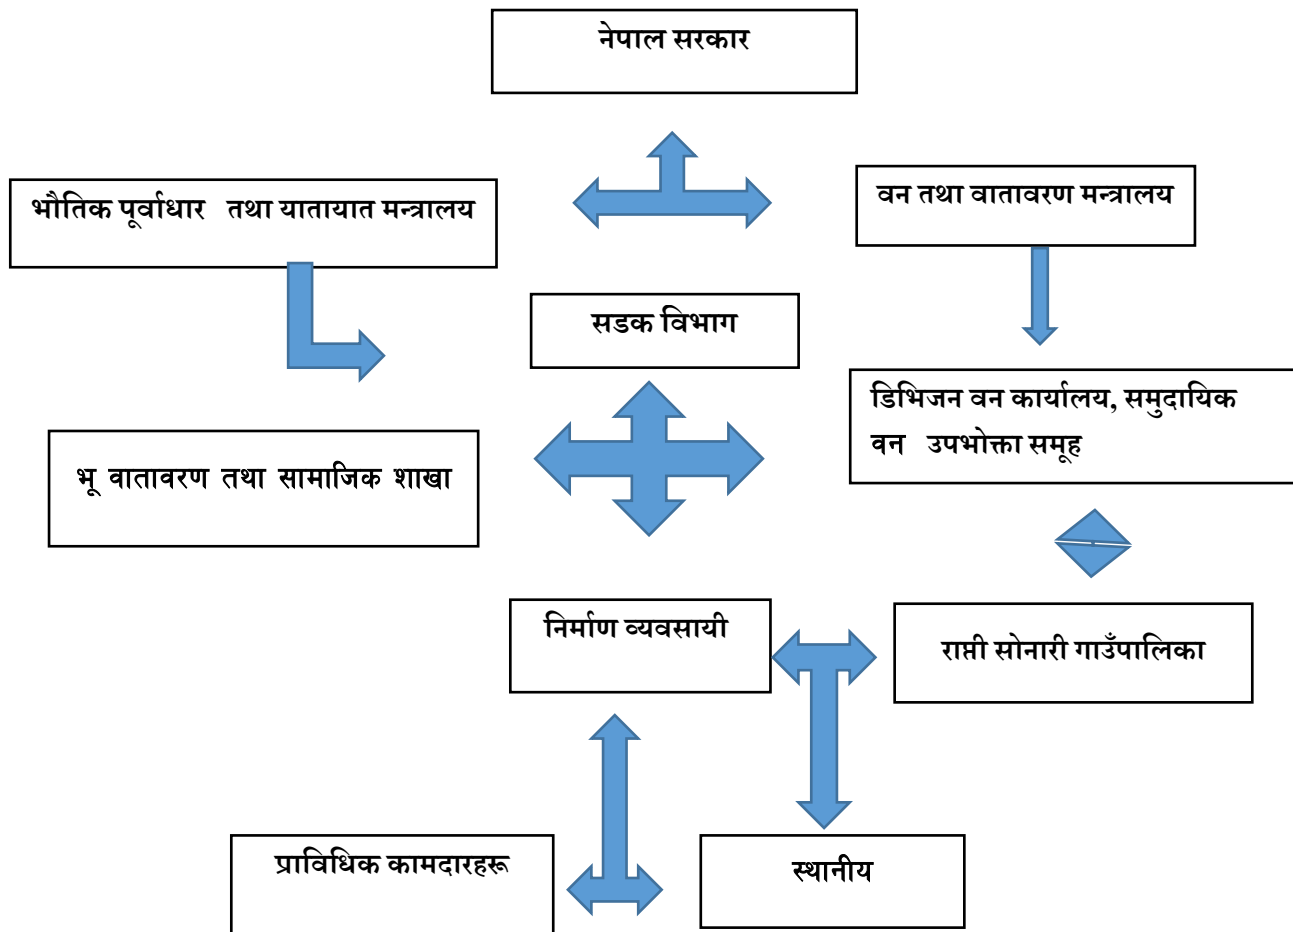 नेपाल सरकार
भौतिक पूर्वाधार तथा यातायात मन्त्रालय
वन तथा वातावरण मन्त्रालय
सडक विभाग
डिभिजन वन कार्यालय, समुदायिक
वन उपभोक्ता समूह
भू वातावरण तथा सामाजिक शाखा
निर्माण व्यवसायी
राप्ती सोनारी गाउँपालिका
प्राविधिक कामदारहरू
स्थानीय